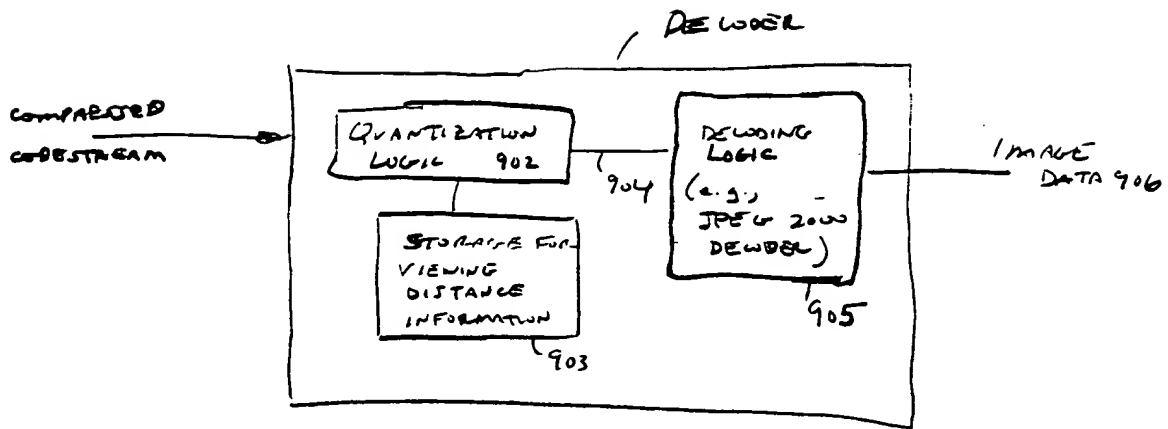 DECODER
COMPRESSED
CODESTREAM
QUANTIZATION
LOGIC 902
904
STORAGE FOR
VIEWING
DISTANCE
INFORMATION
903
DECODING
LOGIC
(e.g.,
JPEG 2000
DECODER)
905
IMAGE
DATA 906